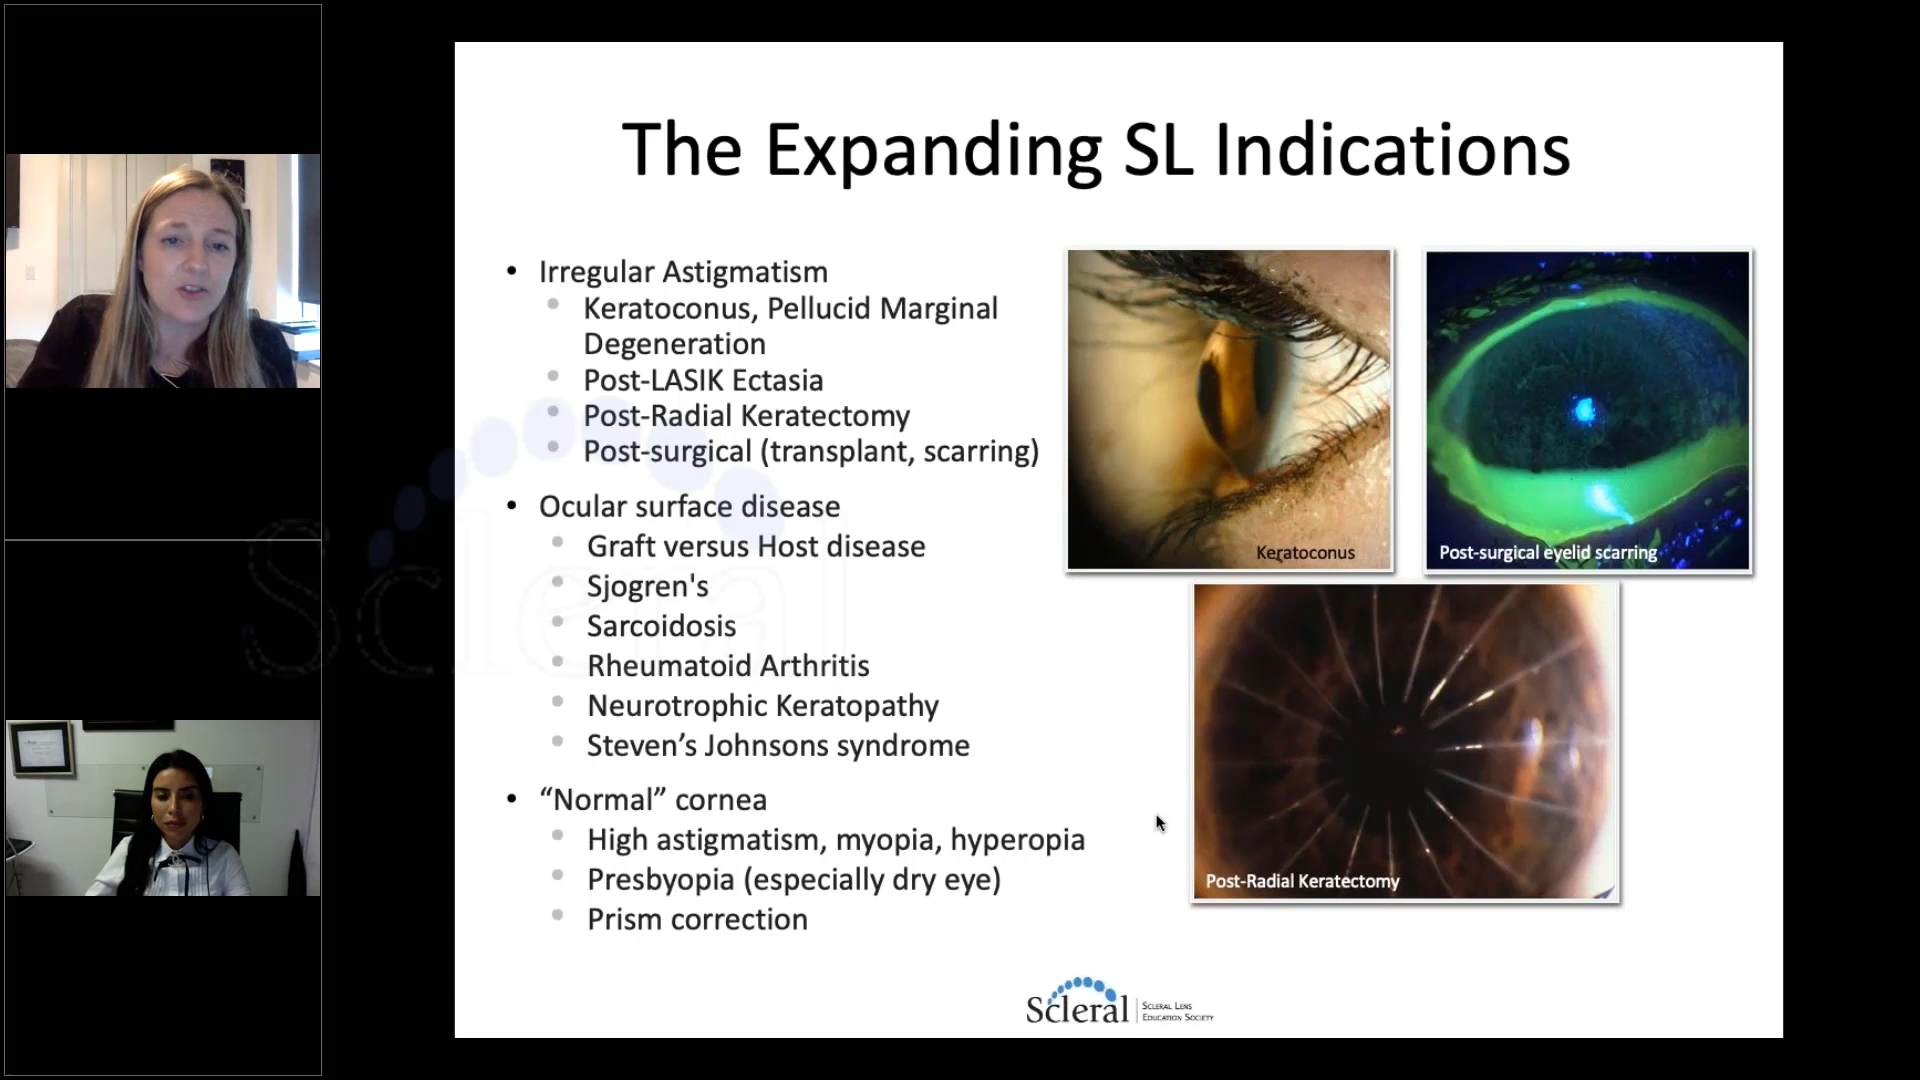 The Expanding SL Indications
Irregular Astigmatism
Keratoconus, Pellucid Marginal
Degeneration
Post-LASIK Ectasia
Post-Radial Keratectomy
Post-surgical (transplant, scarring)
Ocular surface disease
Graft versus Host disease
Sjogren's
Sarcoidosis
Rheumatoid Arthritis
Neurotrophic Keratopathy
Steven’s Johnsons syndrome
“Normal” cornea
High astigmatism, myopia, hyperopia
Presbyopia (especially dry eye)
Prism correction
Keratoconus
Post-surgical eyelid scarring
Post-Radial Keratectomy
Scleral
Scleral
SCLERAL LENS
EDUCATION SOCIETY